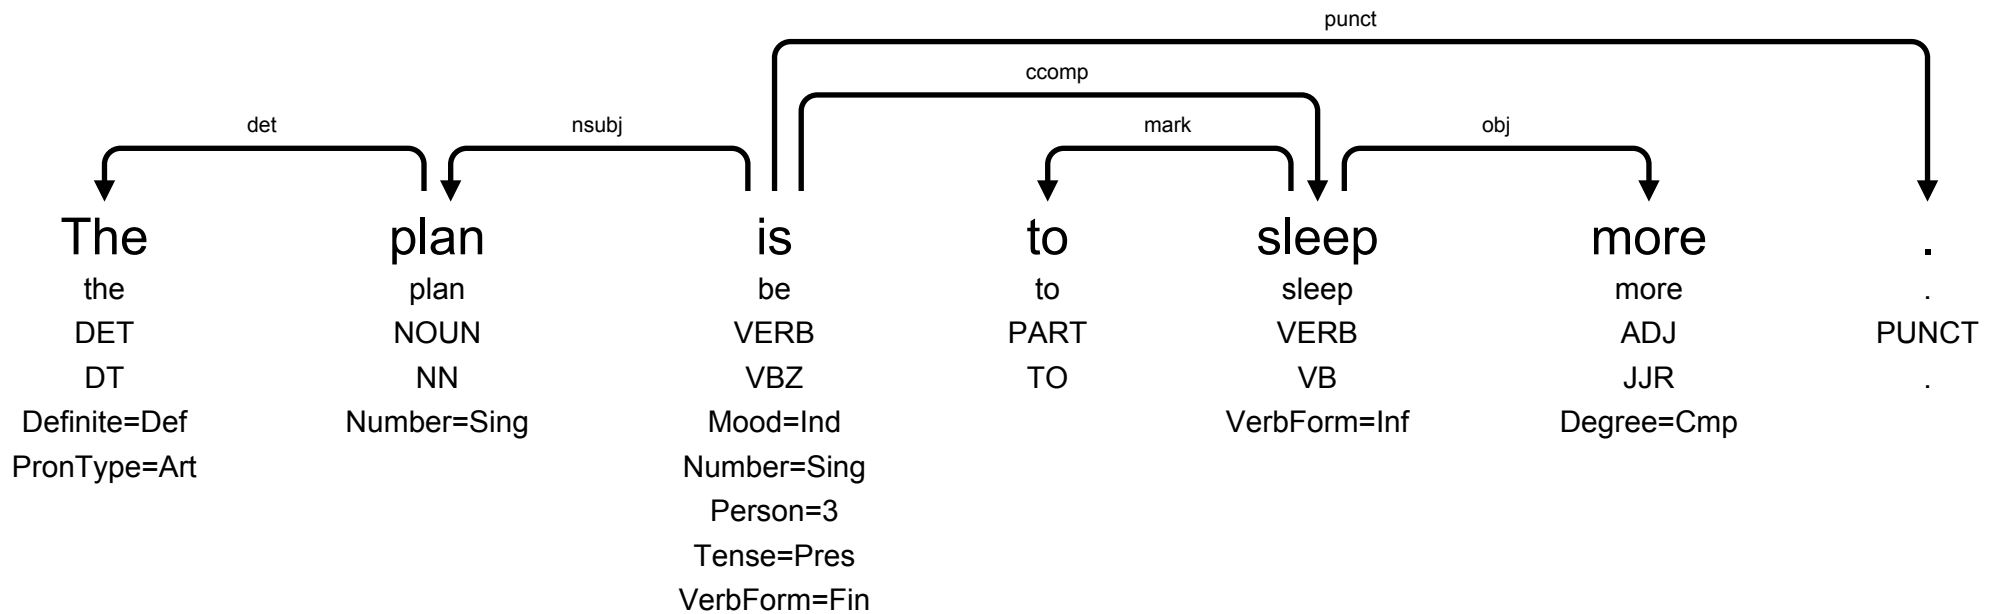 punct
ccomp
det nsubj mark obj
The plan is to sleep more .
the plan be to sleep more .
DET NOUN VERB PART VERB ADJ PUNCT
DT NN VBZ TO VB JJR .
Definite=Def Number=Sing Mood=Ind VerbForm=Inf Degree=Cmp
PronType=Art Number=Sing
Person=3
Tense=Pres
VerbForm=Fin